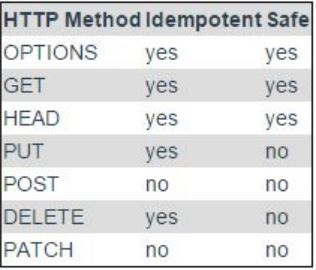 HTTP Method Idempotent Safe
OPTIONS yes yes
GET yes yes
HEAD yes yes
PUT yes no
POST no no
DELETE yes no
PATCH no no